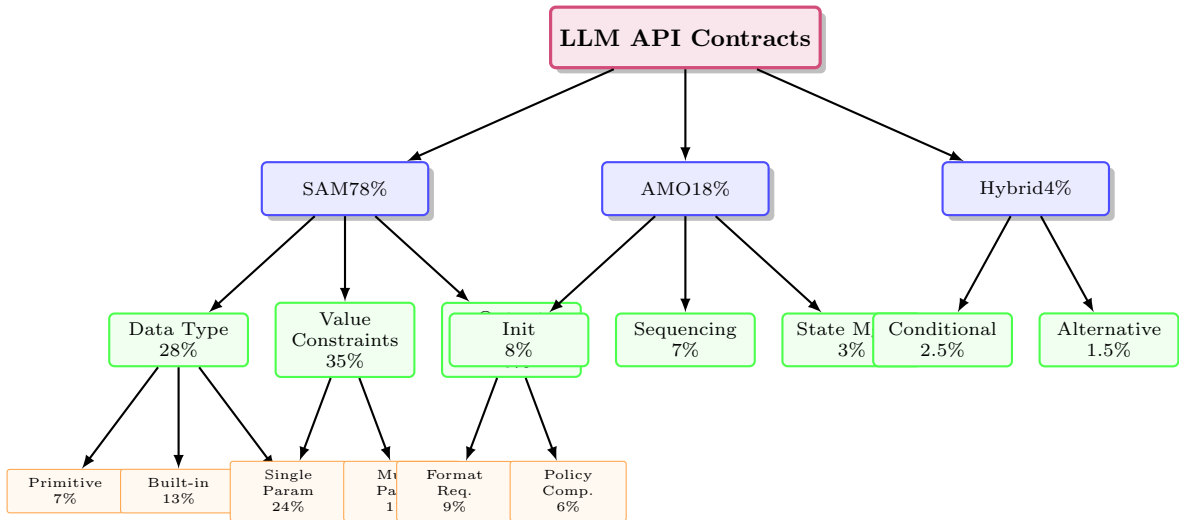 LLM API Contracts
SAM78%
AMO18%
Hybrid4%
Data Type
28%
Value
Constraints
35%
Init
8%
Sequencing
7%
State M
3%
Conditional
2.5%
Alternative
1.5%
Primitive
7%
Built-in
13%
Single
Param
24%
Format
Req.
9%
Policy
Comp.
6%